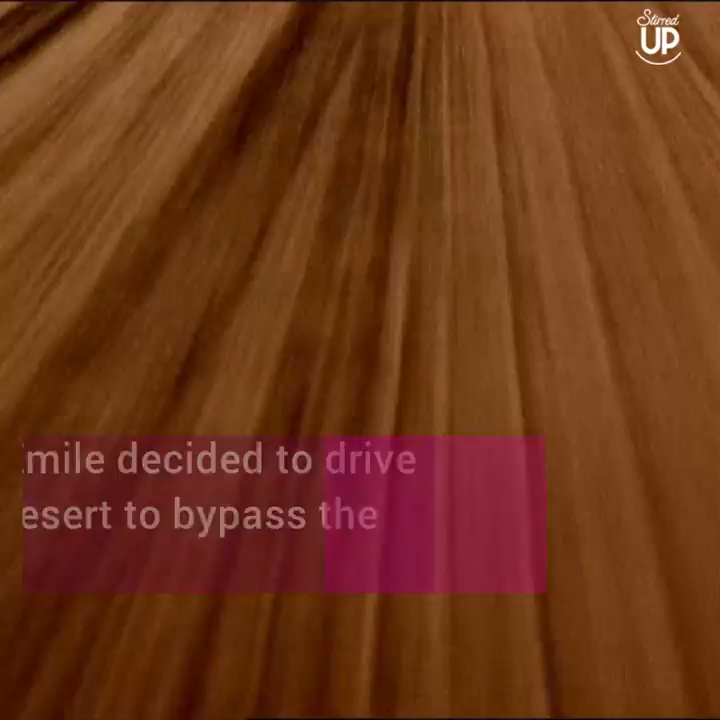 Stirred
UP
mile decided to drive
esert to bypass the